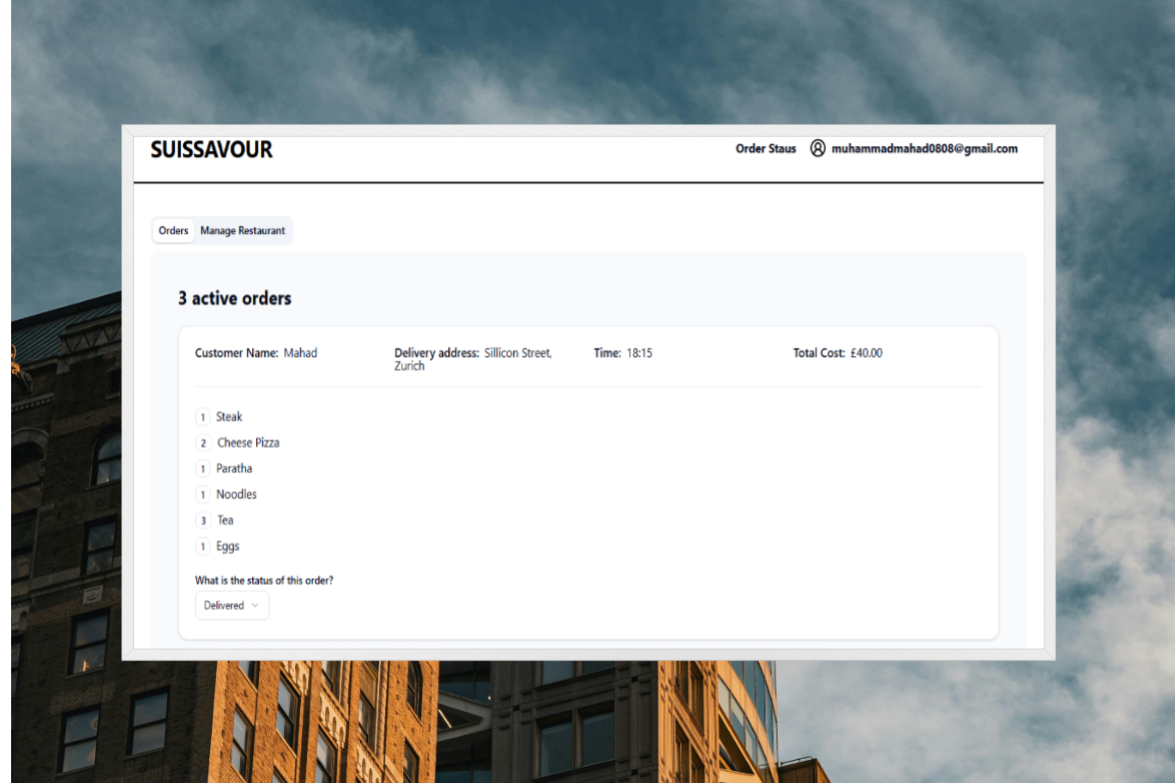 SUISSAVOUR
Order Staus muhammadmahad0808@gmail.com
Orders Manage Restaurant
3 active orders
Customer Name: Mahad
Delivery address: Sillicon Street,
Zurich
Time: 18:15
Total Cost: £40.00
1 Steak
2 Cheese Pizza
1 Paratha
1 Noodles
3 Tea
1 Eggs
What is the status of this order?
Delivered